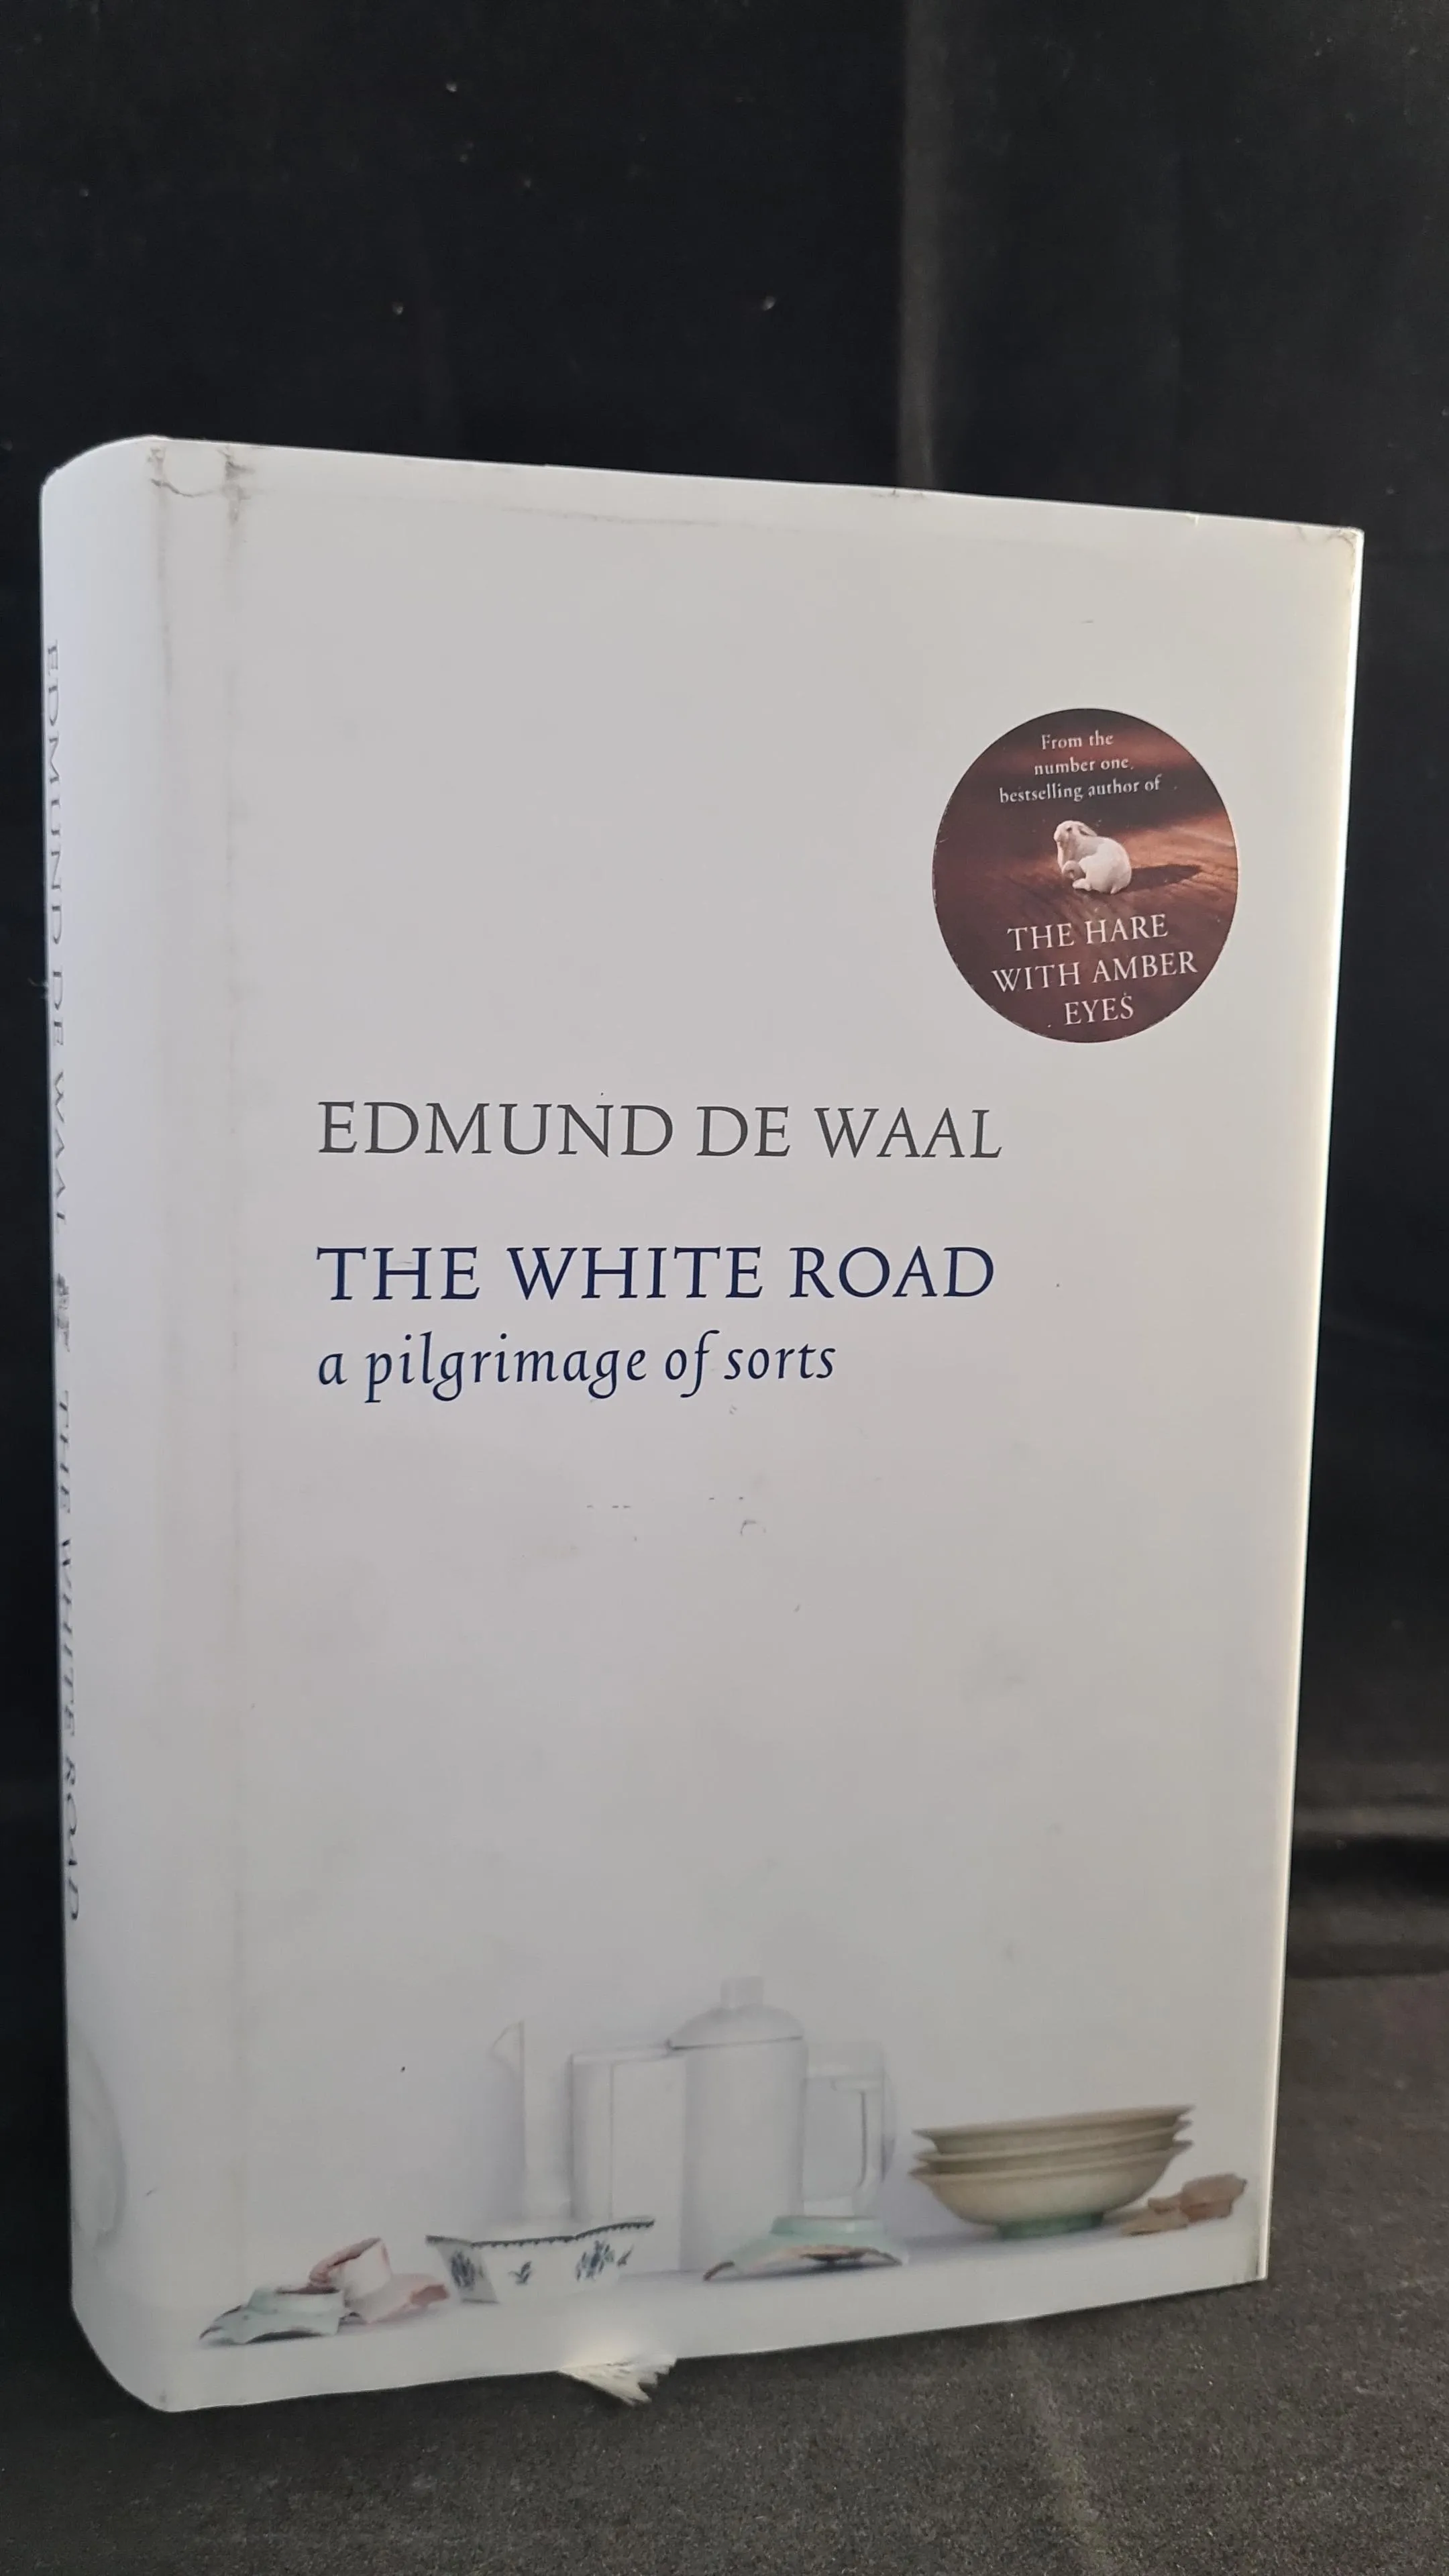 From the
number one
bestselling author of
THE HARE
WITH AMBER
EYES
EDMUND DE WAAL
THE WHITE ROAD
a pilgrimage of sorts
EDMUND DE WAAL THE WHITE ROAD